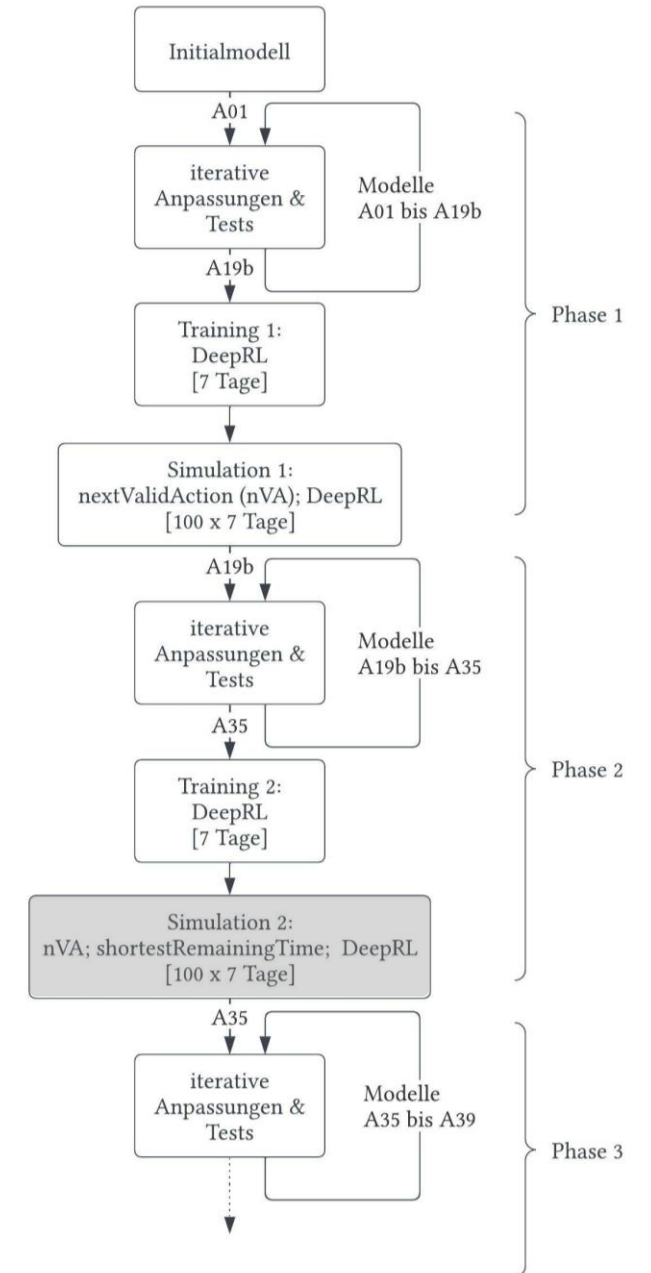 Initialmodell
A01
iterative
Anpassungen &
Tests
Modelle
A01 bis A19b
A19b
Training 1:
DeepRL
[7 Tage]
Phase 1
Simulation 1:
nextValidAction (nVA); DeepRL
[100 x 7 Tage]
A19b
iterative
Anpassungen &
Tests
Modelle
A19b bis A35
A35
Training 2:
DeepRL
[7 Tage]
Phase 2
Simulation 2:
nVA; shortestRemainingTime; DeepRL
[100 x 7 Tage]
A35
iterative
Anpassungen &
Tests
Modelle
A35 bis A39
Phase 3